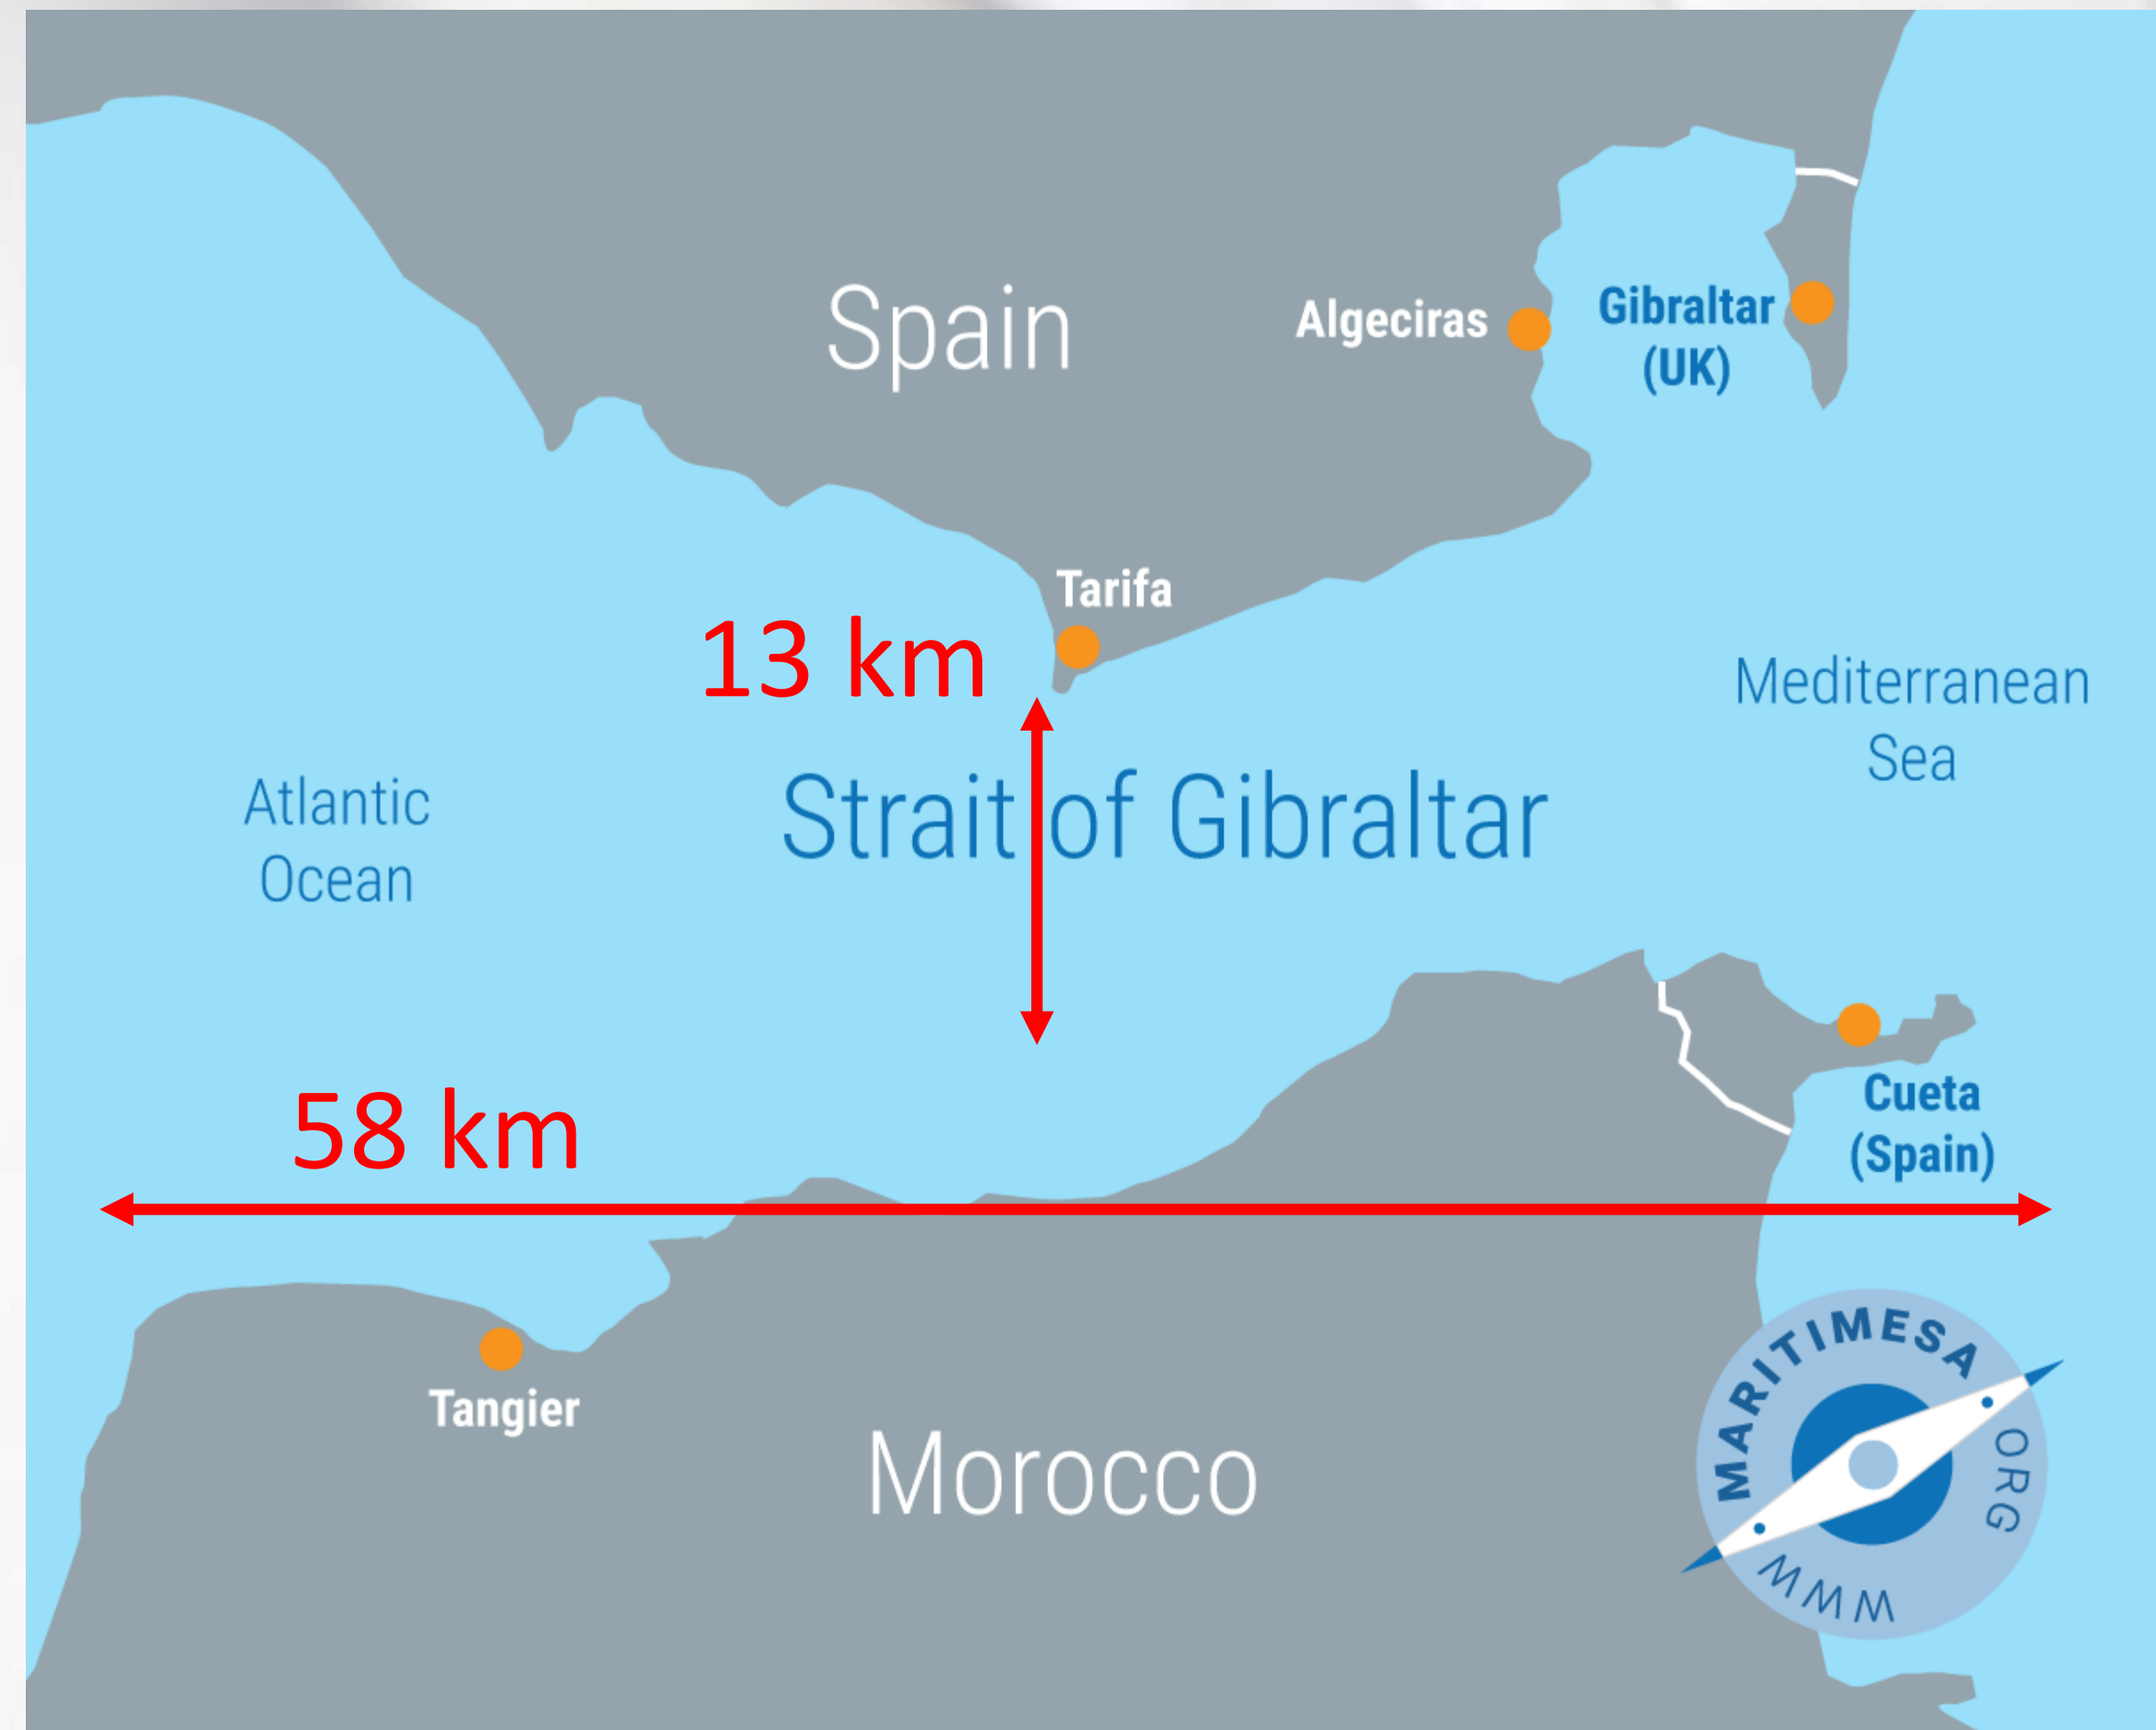 Spain
Algeciras
Gibraltar
(UK)
Tarifa
13 km
Mediterranean
Sea
Strait of Gibraltar
Atlantic
Ocean
58 km
Cueta
(Spain)
Tangier
Morocco
WWW
MARITIMESA
ORG